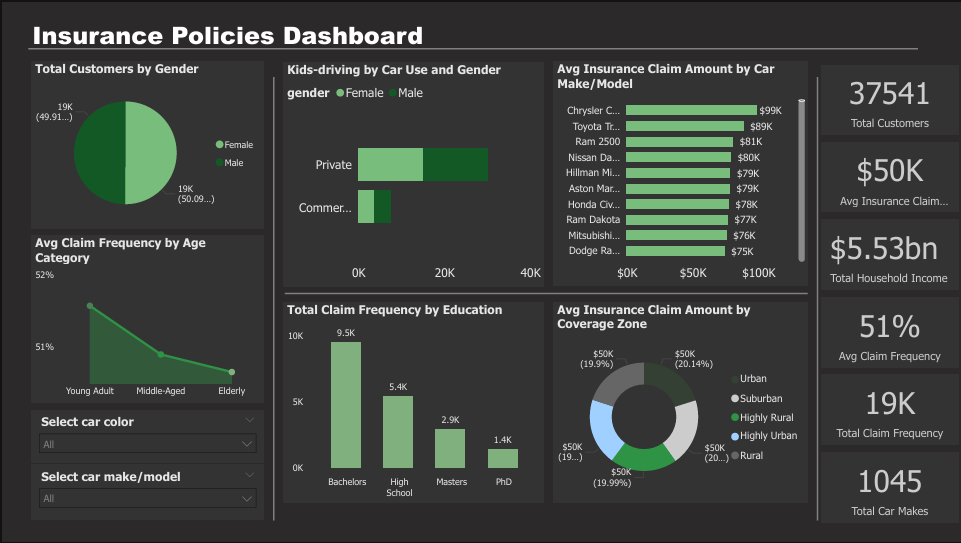 Insurance Policies Dashboard
Total Customers by Gender
19K
(49.91...)
Female
Male
19K
(50.09...)
Avg Claim Frequency by Age
Category
52%
51%
Young Adult Middle-Aged Elderly
Select car color
All
Select car make/model
All
Kids-driving by Car Use and Gender
gender Female Male
Private
Commer...
0K 20K 40K
Avg Insurance Claim Amount by Car
Make/Model
Chrysler C... $99K
Toyota Tr... $89K
Ram 2500 $81K
Nissan Da... $80K
Hillman Mi... $79K
Aston Mar... $79K
Honda Civ... $78K
Ram Dakota $77K
Mitsubishi... $76K
Dodge Ra... $75K
$0K $50K $100K
Total Claim Frequency by Education
10K
5K
0K
9.5K
5.4K
2.9K
1.4K
Bachelors High Masters PhD
School
Avg Insurance Claim Amount by
Coverage Zone
$50K
(19.9%)
$50K
(20.14%)
$50K
(19...)
$50K
(20...)
$50K
(19.99%)
Urban
Suburban
Highly Rural
Highly Urban
Rural
37541
Total Customers
$50K
Avg Insurance Claim...
$5.53bn
Total Household Income
51%
Avg Claim Frequency
19K
Total Claim Frequency
1045
Total Car Makes